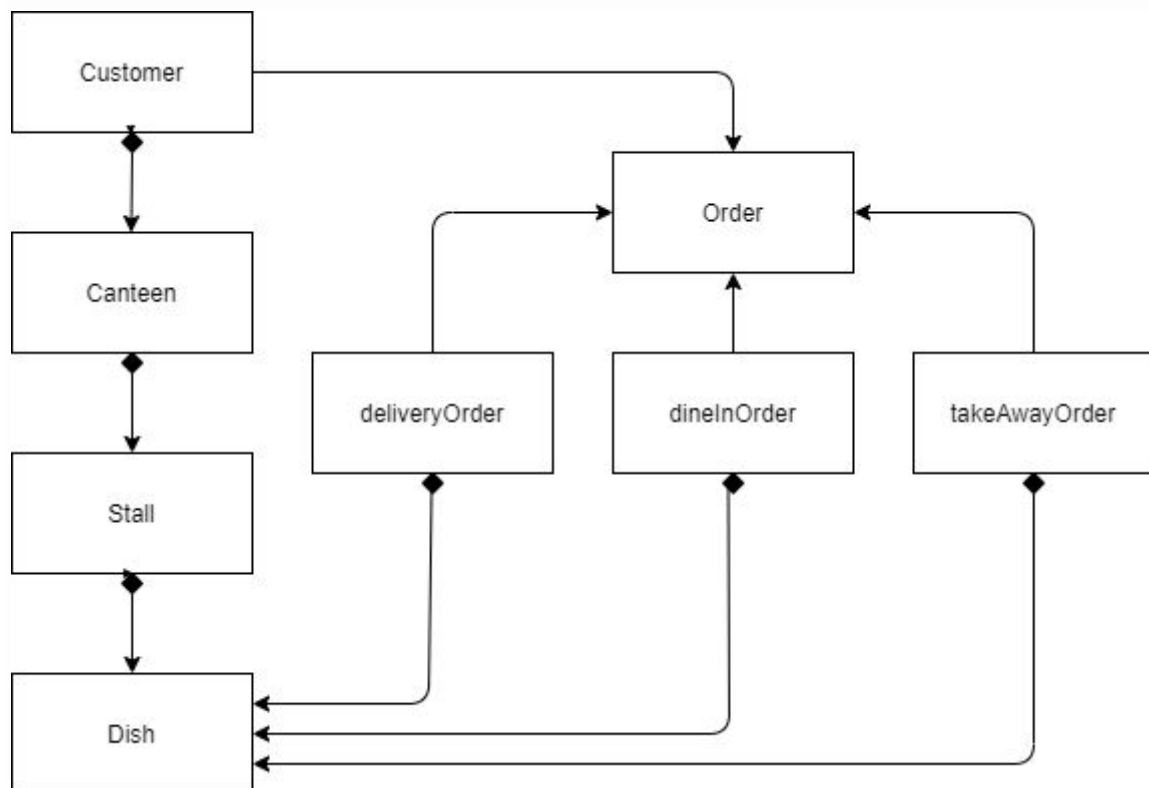 Customer
Order
Canteen
deliveryOrder
dineInOrder
takeAwayOrder
Stall
Dish